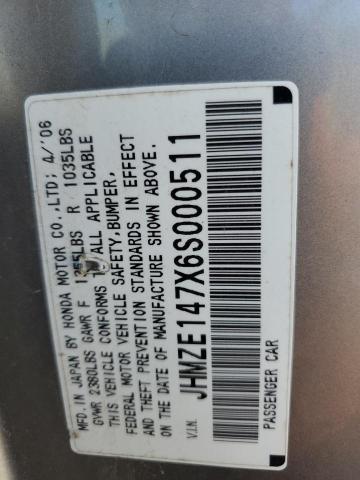 MFD. IN JAPAN BY HONDA MOTOR CO.,LTD; 4/'06
GVWR 2380LBS GAWR F 1355LBS R 1035LBS
THIS VEHICLE CONFORMS TO ALL APPLICABLE
FEDERAL MOTOR VEHICLE SAFETY,BUMPER,
AND THEFT PREVENTION STANDARDS IN EFFECT
ON THE DATE OF MANUFACTURE SHOWN ABOVE.
V.I.N. JHMZE147X6S000511
PASSENGER CAR